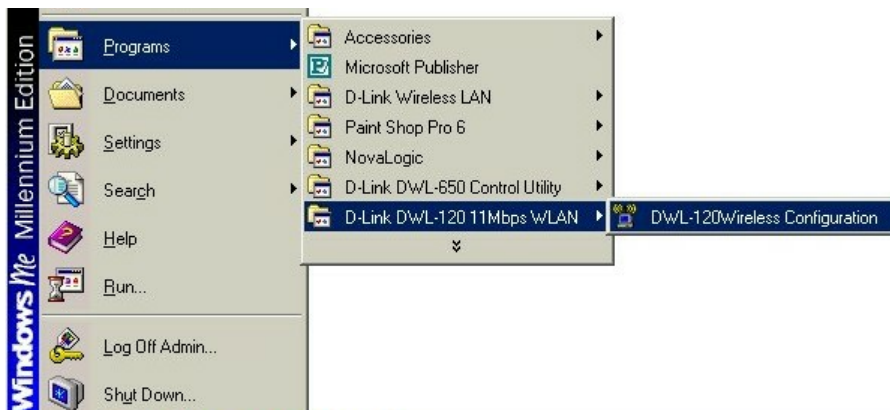 Windows Me Millennium Edition
Programs
Documents
Settings
Search
Help
Run...
Log Off Admin...
Shut Down...
Accessories
Microsoft Publisher
D-Link Wireless LAN
Paint Shop Pro 6
NovaLogic
D-Link DWL-650 Control Utility
D-Link DWL-120 11Mbps WLAN
DWL-120Wireless Configuration